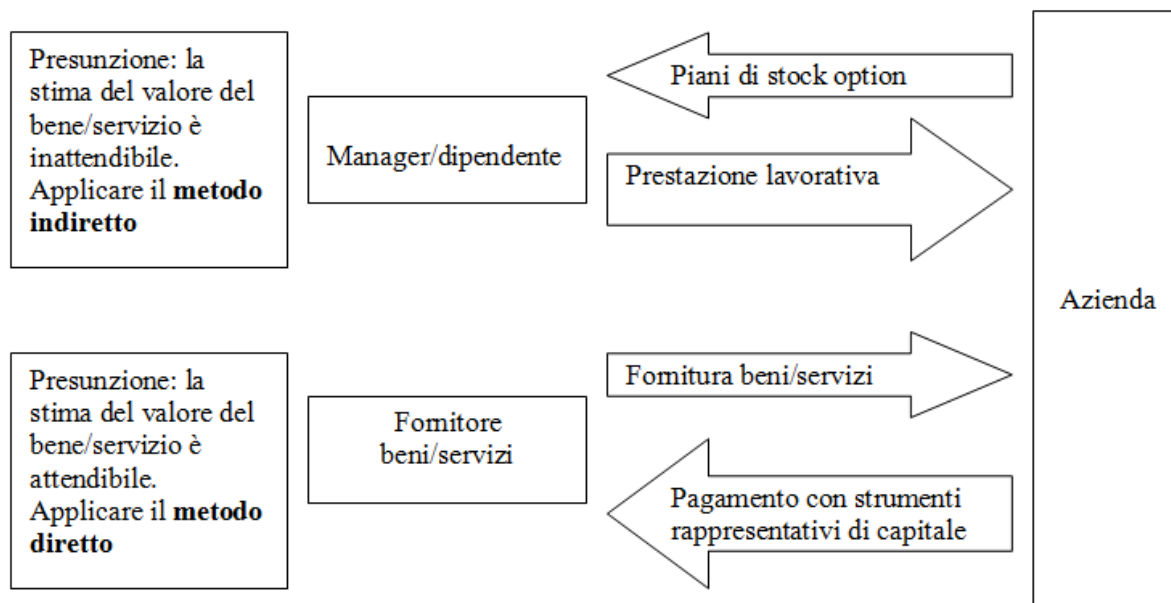 Presunzione: la
stima del valore del
bene/servizio è
inattendibile.
Applicare il metodo
indiretto
Manager/dipendente
Piani di stock option
Prestazione lavorativa
Azienda
Presunzione: la
stima del valore del
bene/servizio è
attendibile.
Applicare il metodo
diretto
Fornitore
beni/servizi
Fornitura beni/servizi
Pagamento con strumenti
rappresentativi di capitale